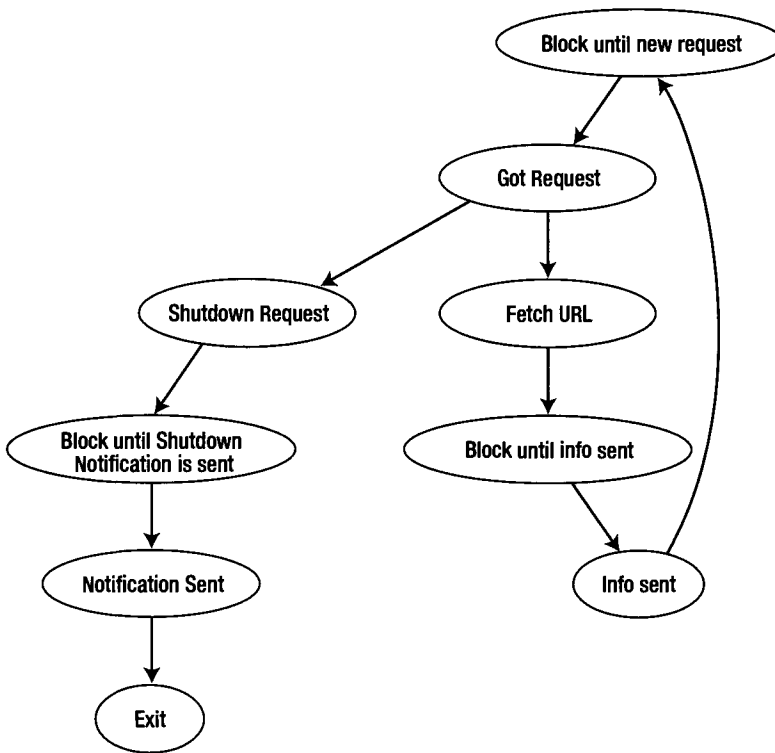 Block until new request
Got Request
Shutdown Request
Fetch URL
Block until Shutdown
Notification is sent
Block until info sent
Notification Sent
Info sent
Exit